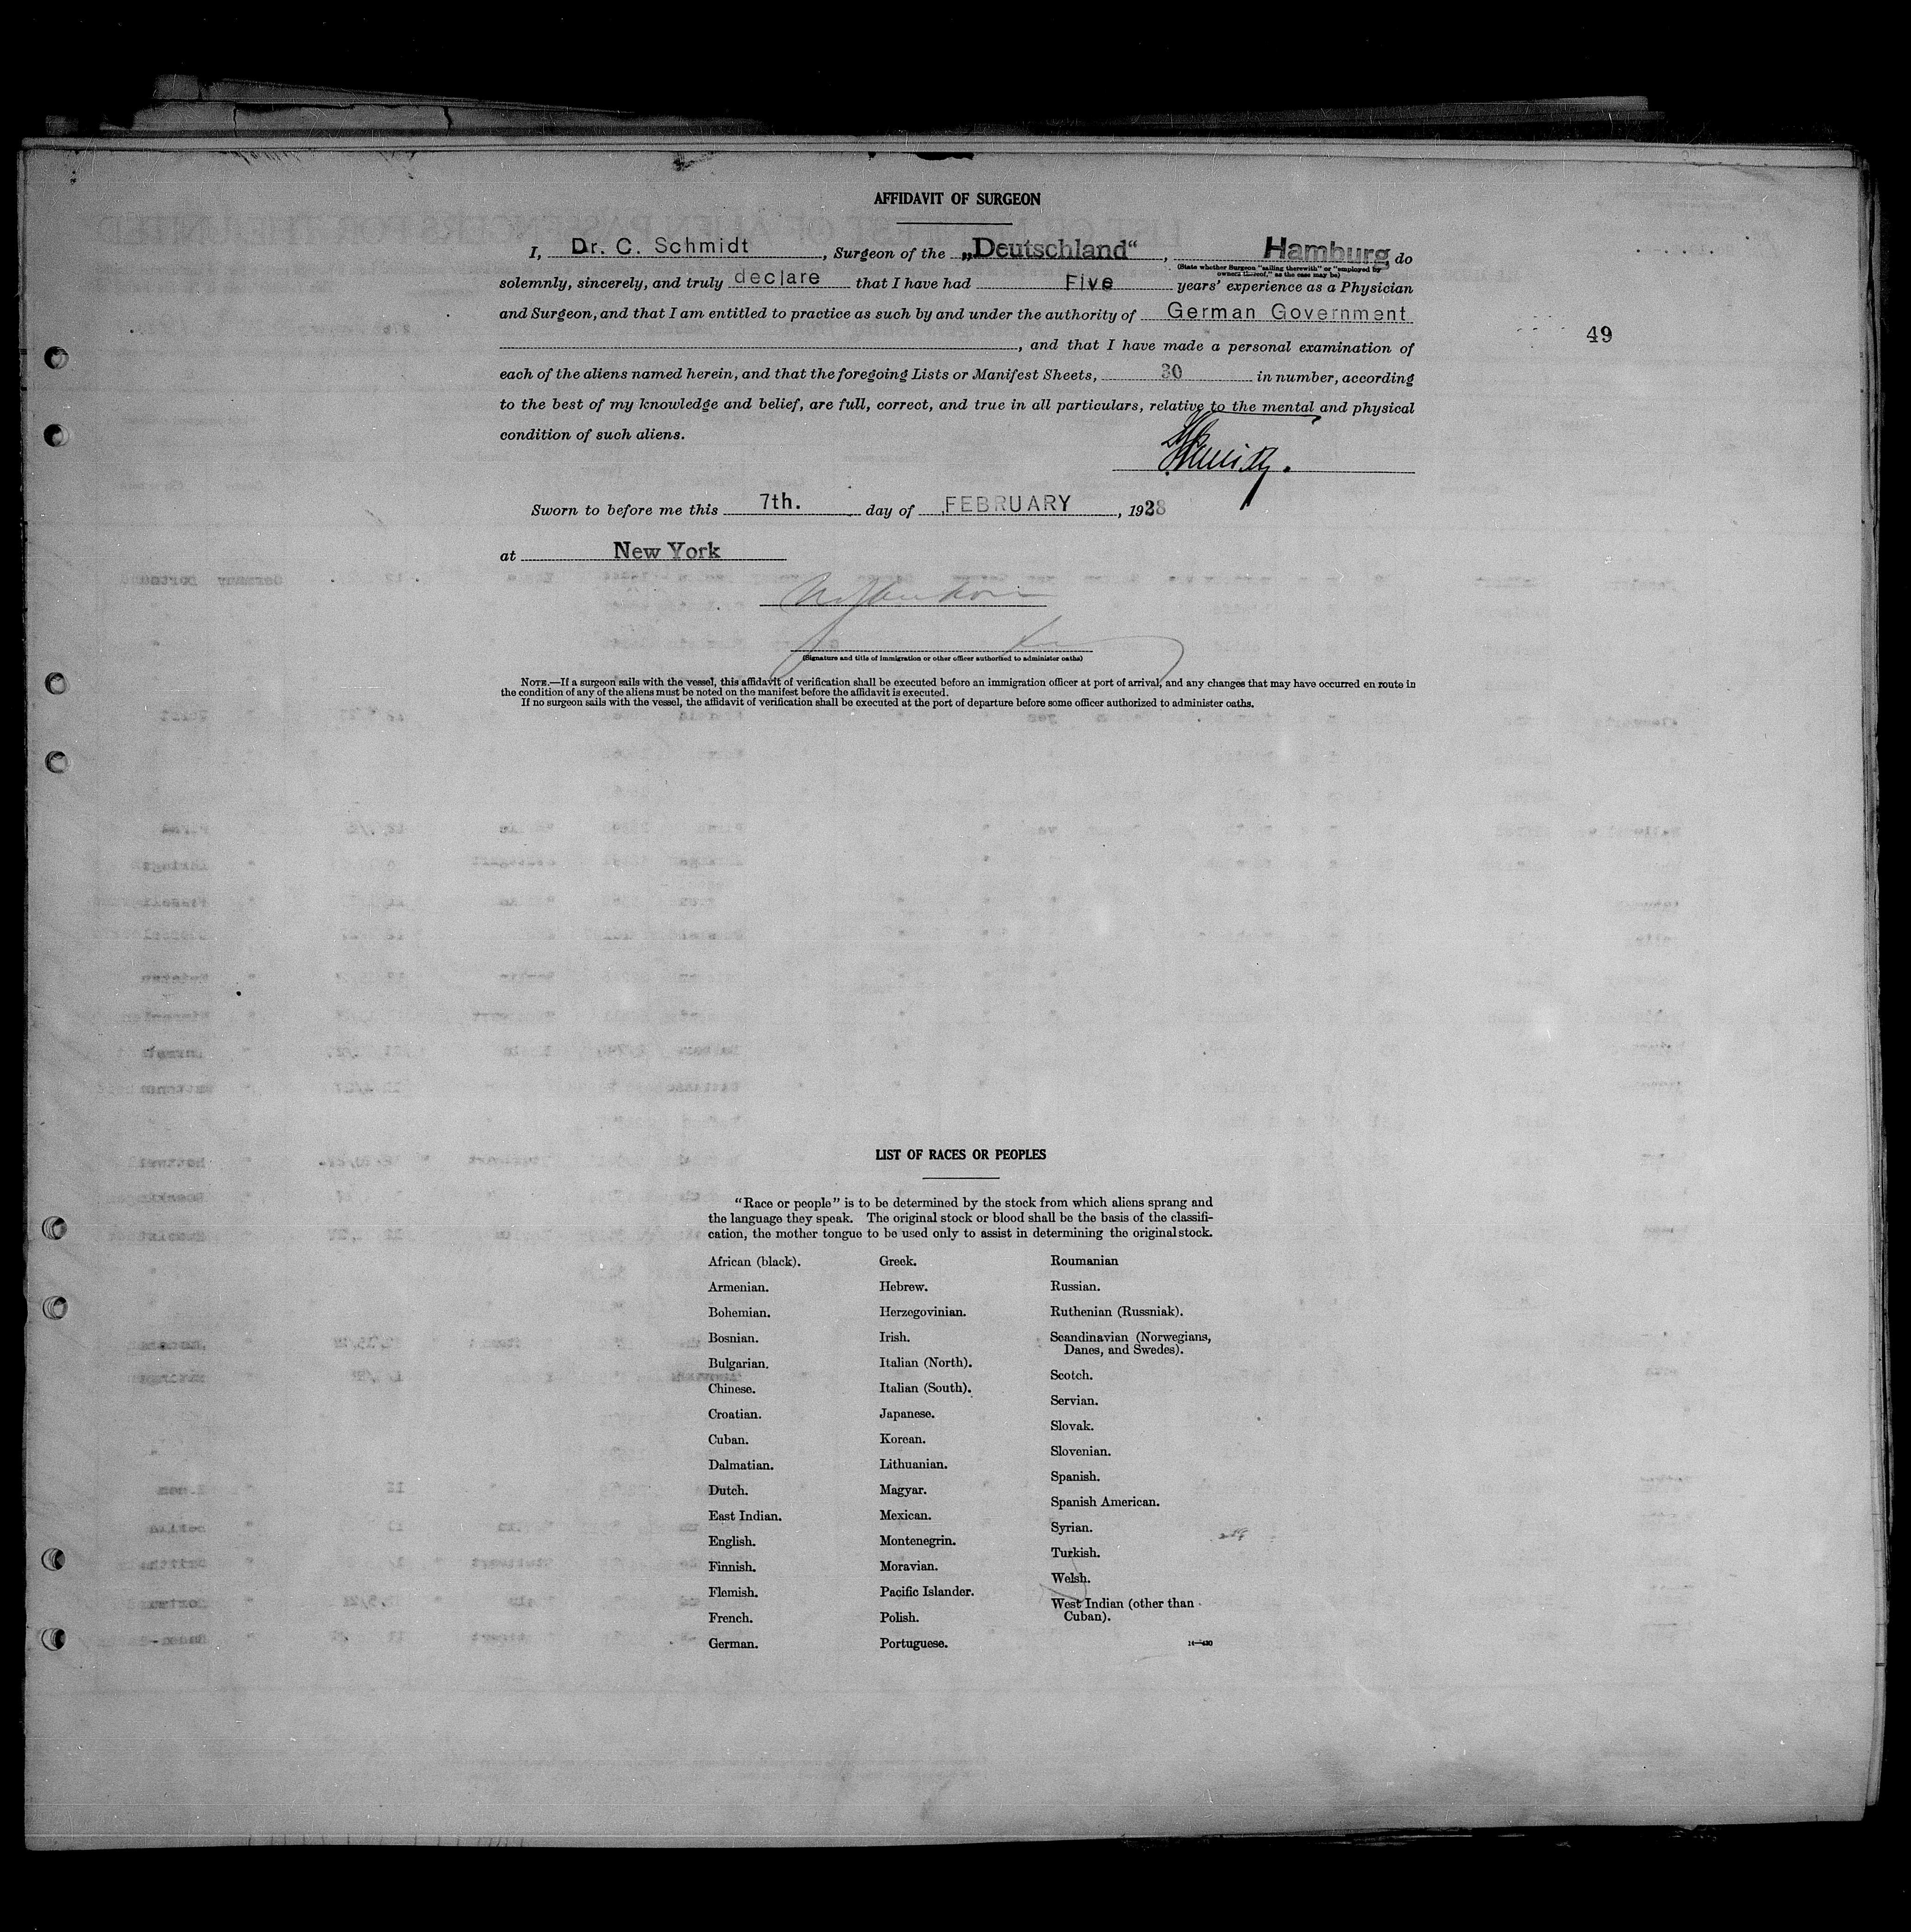 AFFIDAVIT OF SURGEON
I, Dr. C. Schmidt, Surgeon of the „Deutschland“, Hamburg do
(State whether Surgeon "sailing therewith" or "employed by
owners thereof," as the case may be)
solemnly, sincerely, and truly declare that I have had Five years' experience as a Physician
and Surgeon, and that I am entitled to practice as such by and under the authority of German Government
49
, and that I have made a personal examination of
each of the aliens named herein, and that the foregoing Lists or Manifest Sheets, 30 in number, according
to the best of my knowledge and belief, are full, correct, and true in all particulars, relative to the mental and physical
condition of such aliens.
Sworn to before me this 7th. day of FEBRUARY, 1928
at New York
(Signature and title of immigration or other officer authorized to administer oaths)
NOTE.—If a surgeon sails with the vessel, this affidavit of verification shall be executed before an immigration officer at port of arrival, and any changes that may have occurred en route in
the condition of any of the aliens must be noted on the manifest before the affidavit is executed.
If no surgeon sails with the vessel, the affidavit of verification shall be executed at the port of departure before some officer authorized to administer oaths.
LIST OF RACES OR PEOPLES
"Race or people" is to be determined by the stock from which aliens sprang and
the language they speak. The original stock or blood shall be the basis of the classifi-
cation, the mother tongue to be used only to assist in determining the original stock.
African (black).
Armenian.
Bohemian.
Bosnian.
Bulgarian.
Chinese.
Croatian.
Cuban.
Dalmatian.
Dutch.
East Indian.
English.
Finnish.
Flemish.
French.
German.
Greek.
Hebrew.
Herzegovinian.
Irish.
Italian (North).
Italian (South).
Japanese.
Korean.
Lithuanian.
Magyar.
Mexican.
Montenegrin.
Moravian.
Pacific Islander.
Polish.
Portuguese.
Roumanian
Russian.
Ruthenian (Russniak).
Scandinavian (Norwegians,
Danes, and Swedes).
Scotch.
Servian.
Slovak.
Slovenian.
Spanish.
Spanish American.
Syrian.
Turkish.
Welsh.
West Indian (other than
Cuban).